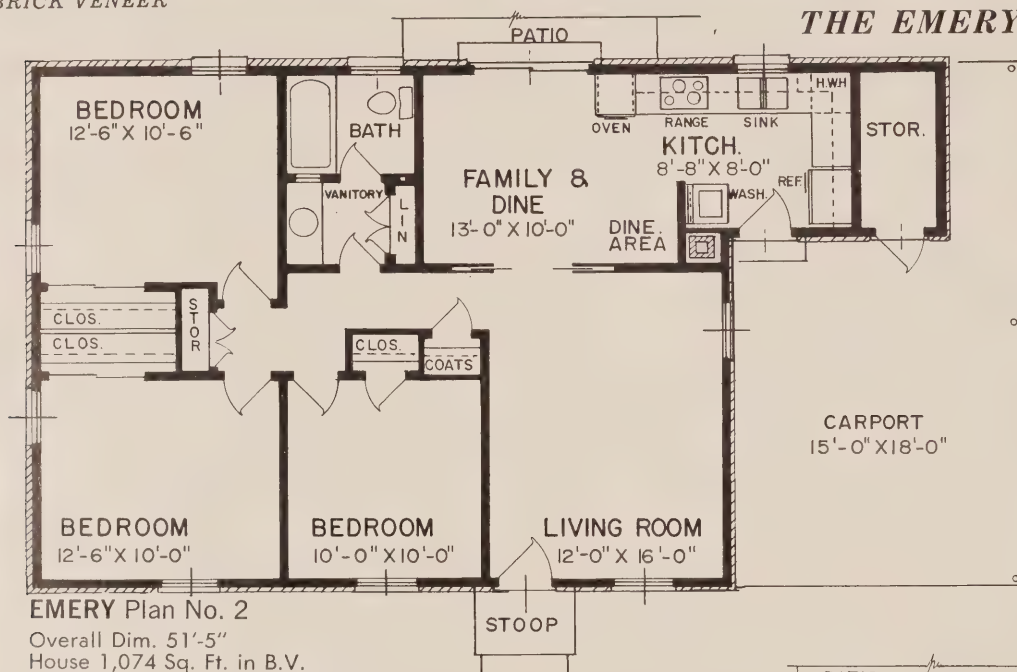 BRICK VENEER
THE EMERY
PATIO
BEDROOM
12'-6" X 10'-6"
BATH
VANITORY
LIN
FAMILY &
DINE
13'-0" X 10'-0"
DINE.
AREA
OVEN
RANGE
SINK
H.W.H
KITCH.
8'-8" X 8'-0"
WASH.
REF.
STOR.
CLOS.
CLOS.
STOR
CLOS.
COATS
CARPORT
15'-0" X 18'-0"
BEDROOM
12'-6" X 10'-0"
BEDROOM
10'-0" X 10'-0"
LIVING ROOM
12'-0" X 16'-0"
STOOP
EMERY Plan No. 2
Overall Dim. 51'-5"
House 1,074 Sq. Ft. in B.V.